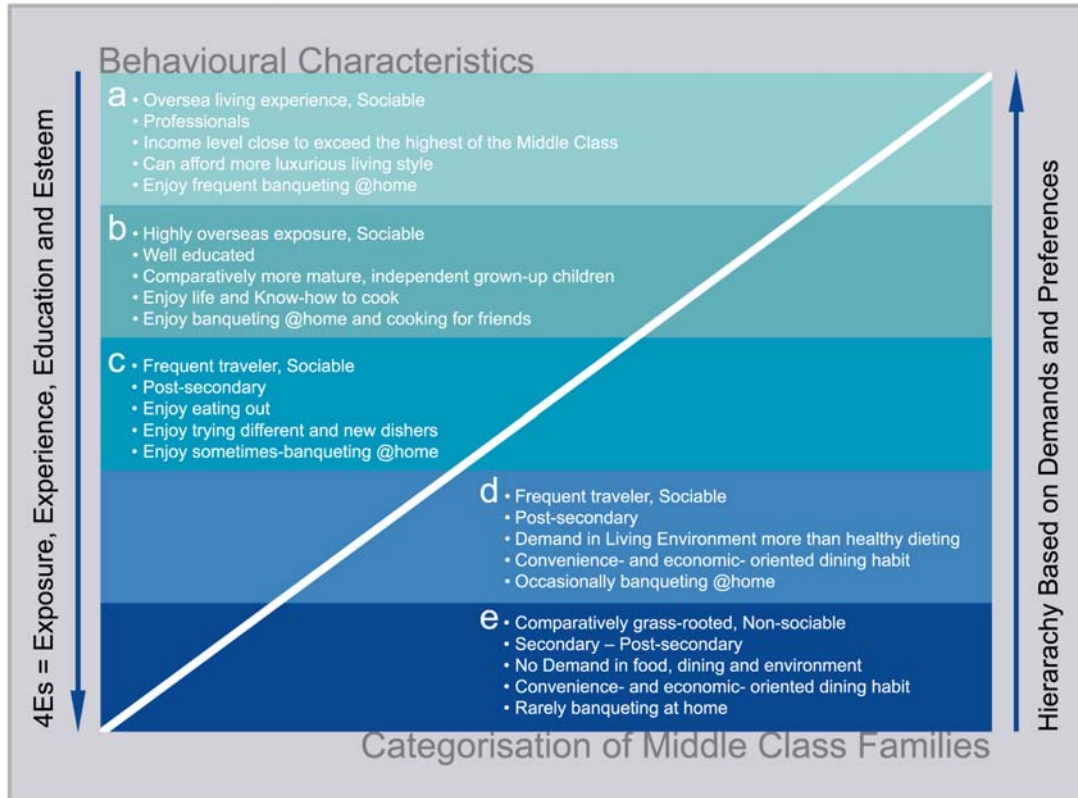 Behavioural Characteristics
4Es = Exposure, Experience, Education and Esteem
a
• Oversea living experience, Sociable
• Professionals
• Income level close to exceed the highest of the Middle Class
• Can afford more luxurious living style
• Enjoy frequent banqueting @home
b
• Highly overseas exposure, Sociable
• Well educated
• Comparatively more mature, independent grown-up children
• Enjoy life and Know-how to cook
• Enjoy banqueting @home and cooking for friends
c
• Frequent traveler, Sociable
• Post-secondary
• Enjoy eating out
• Enjoy trying different and new dishers
• Enjoy sometimes-banqueting @home
d
• Frequent traveler, Sociable
• Post-secondary
• Demand in Living Environment more than healthy dieting
• Convenience- and economic- oriented dining habit
• Occasionally banqueting @home
e
• Comparatively grass-rooted, Non-sociable
• Secondary – Post-secondary
• No Demand in food, dining and environment
• Convenience- and economic- oriented dining habit
• Rarely banqueting at home
Hierarachy Based on Demands and Preferences
Categorisation of Middle Class Families